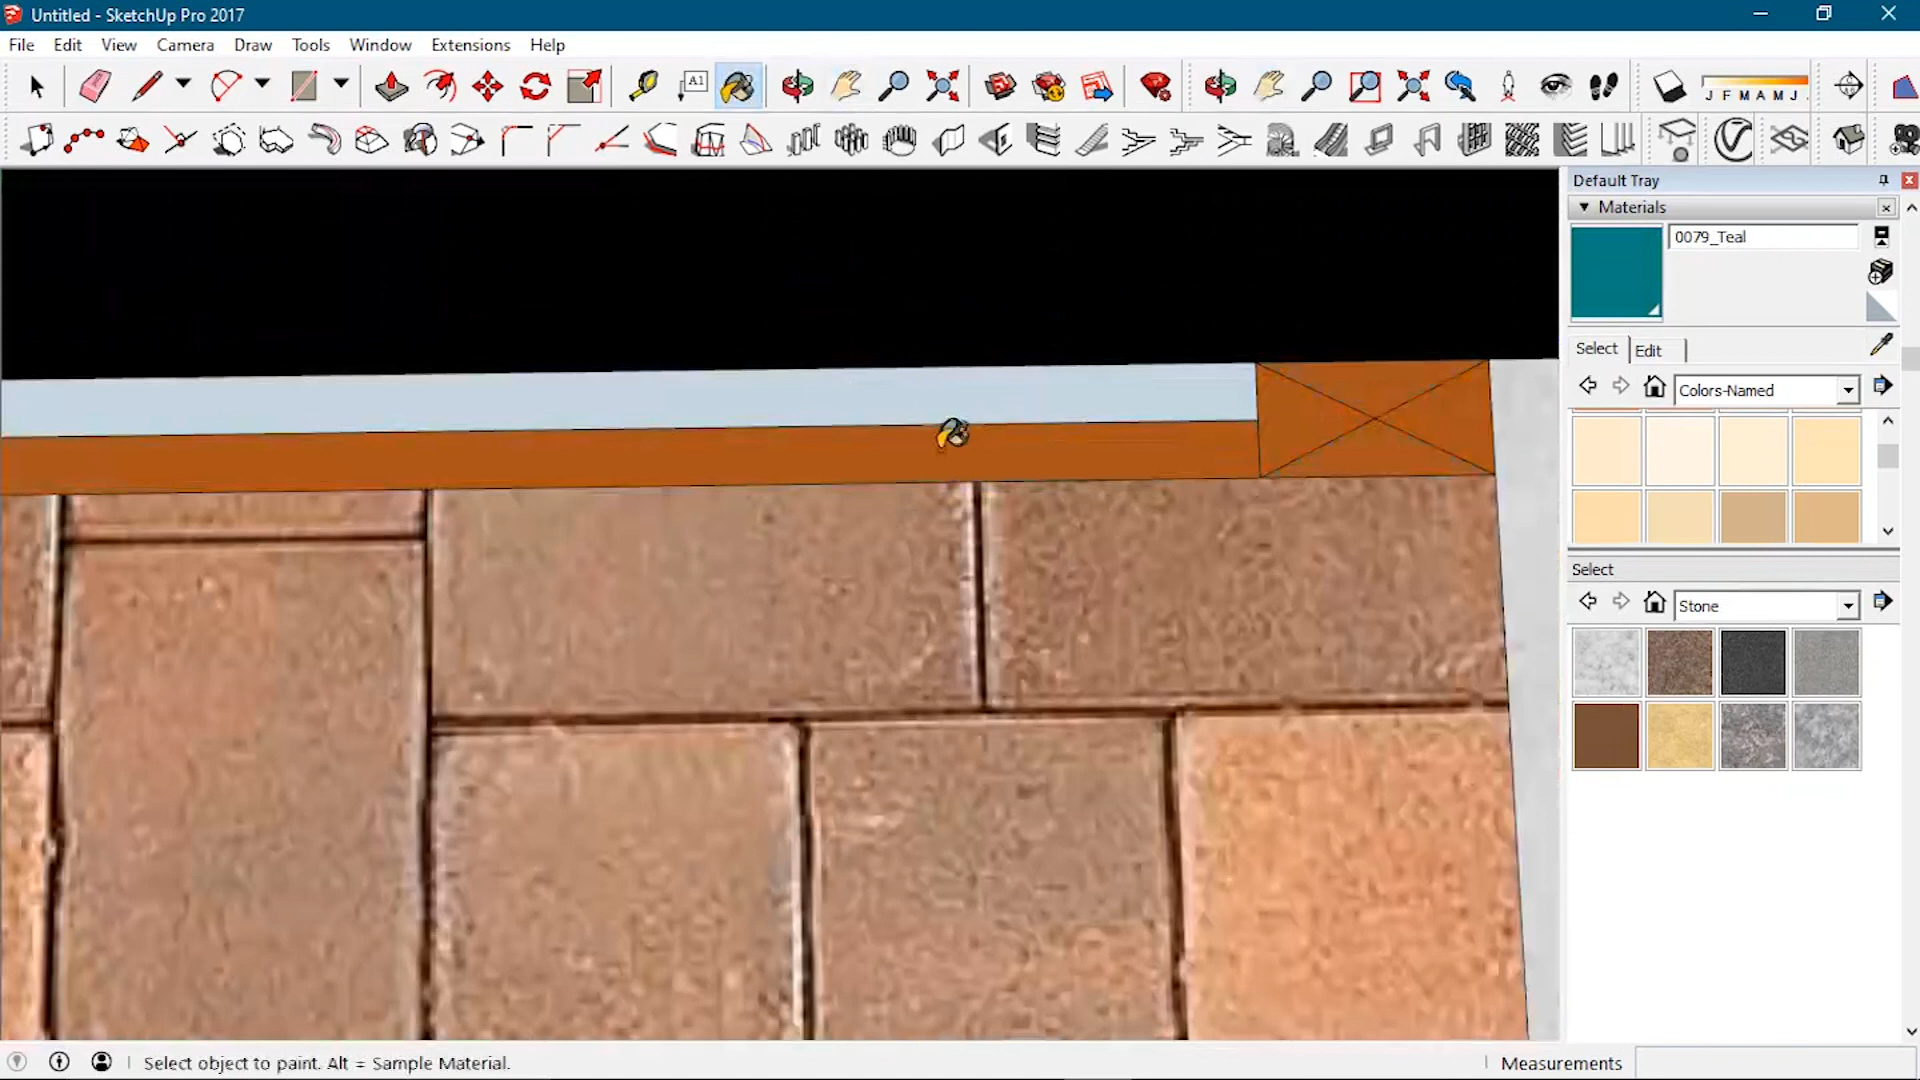 Untitled - SketchUp Pro 2017
File Edit View Camera Draw Tools Window Extensions Help
A1
J F M A M J
Default Tray
Materials
0079_Teal
Select Edit
Colors-Named
Select
Stone
Select object to paint. Alt = Sample Material.
Measurements